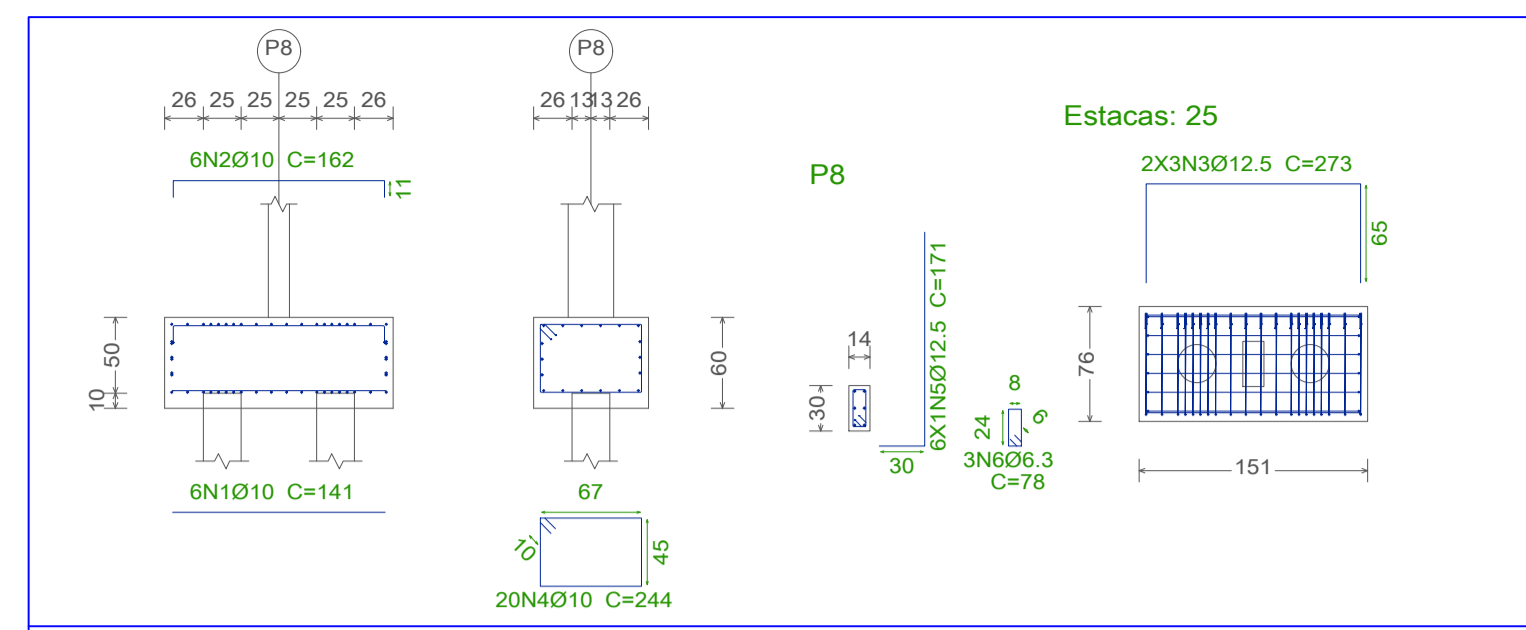 P8
P8
26 25 25 25 25 26
26 13 13 26
Estacas: 25
6N2Ø10 C=162
11
P8
2X3N3Ø12.5 C=273
65
50
10
60
14
30
6X1N5Ø12.5 C=171
30
8
24
6
3N6Ø6.3
C=78
76
151
6N1Ø10 C=141
67
10
45
20N4Ø10 C=244